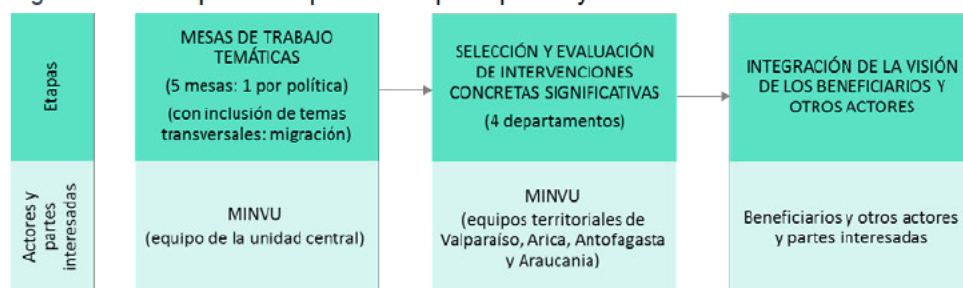 Etapas
MESAS DE TRABAJO
TEMÁTICAS
(5 mesas: 1 por política)
(con inclusión de temas
transversales: migración)
SELECCIÓN Y EVALUACIÓN
DE INTERVENCIONES
CONCRETAS SIGNIFICATIVAS
(4 departamentos)
INTEGRACIÓN DE LA VISIÓN
DE LOS BENEFICIARIOS Y
OTROS ACTORES
Actores y
partes
interesadas
MINVU
(equipo de la unidad central)
MINVU
(equipos territoriales de
Valparaíso, Arica, Antofagasta
y Araucania)
Beneficiarios y otros actores
y partes interesadas